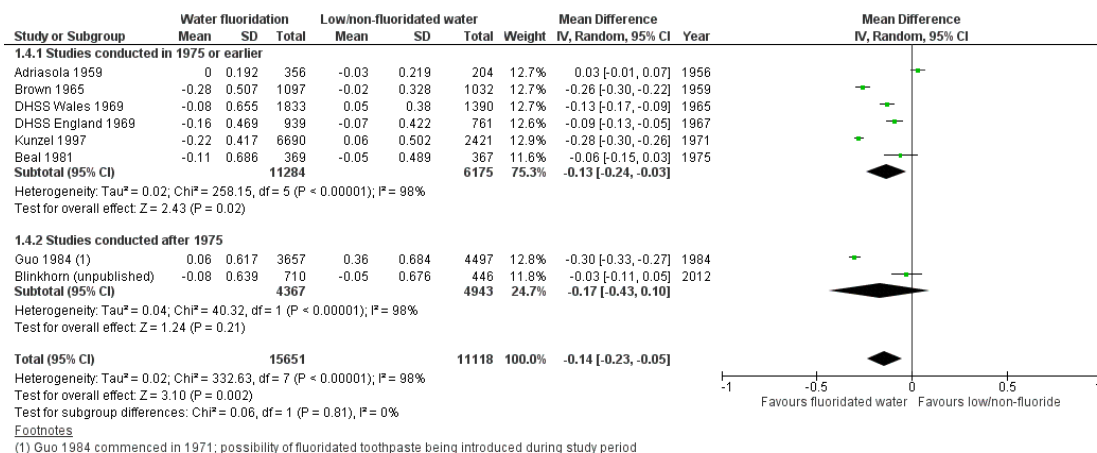 Water fluoridation Low/non-fluoridated water Mean Difference Mean Difference
Study or Subgroup Mean SD Total Mean SD Total Weight IV, Random, 95% CI Year IV, Random, 95% CI
1.4.1 Studies conducted in 1975 or earlier
Adriasola 1959 0 0.192 356 -0.03 0.219 204 12.7% 0.03 [-0.01, 0.07] 1956
Brown 1965 -0.28 0.507 1097 -0.02 0.328 1032 12.7% -0.26 [-0.30, -0.22] 1959
DHSS Wales 1969 -0.08 0.655 1833 0.05 0.38 1390 12.7% -0.13 [-0.17, -0.09] 1965
DHSS England 1969 -0.16 0.469 939 -0.07 0.422 761 12.6% -0.09 [-0.13, -0.05] 1967
Kunzel 1997 -0.22 0.417 6690 0.06 0.502 2421 12.9% -0.28 [-0.30, -0.26] 1971
Beal 1981 -0.11 0.686 369 -0.05 0.489 367 11.6% -0.06 [-0.15, 0.03] 1975
Subtotal (95% CI) 11284 6175 75.3% -0.13 [-0.24, -0.03]
Heterogeneity: Tau² = 0.02; Chi² = 258.15, df = 5 (P < 0.00001); I² = 98%
Test for overall effect: Z = 2.43 (P = 0.02)
1.4.2 Studies conducted after 1975
Guo 1984 (1) 0.06 0.617 3657 0.36 0.684 4497 12.8% -0.30 [-0.33, -0.27] 1984
Blinkhorn (unpublished) -0.08 0.639 710 -0.05 0.676 446 11.8% -0.03 [-0.11, 0.05] 2012
Subtotal (95% CI) 4367 4943 24.7% -0.17 [-0.43, 0.10]
Heterogeneity: Tau² = 0.04; Chi² = 40.32, df = 1 (P < 0.00001); I² = 98%
Test for overall effect: Z = 1.24 (P = 0.21)
Total (95% CI) 15651 11118 100.0% -0.14 [-0.23, -0.05]
Heterogeneity: Tau² = 0.02; Chi² = 332.63, df = 7 (P < 0.00001); I² = 98%
Test for overall effect: Z = 3.10 (P = 0.002)
Test for subgroup differences: Chi² = 0.06, df = 1 (P = 0.81), I² = 0%
-1 -0.5 0 0.5 1
Favours fluoridated water Favours low/non-fluoride
Footnotes
(1) Guo 1984 commenced in 1971; possibility of fluoridated toothpaste being introduced during study period